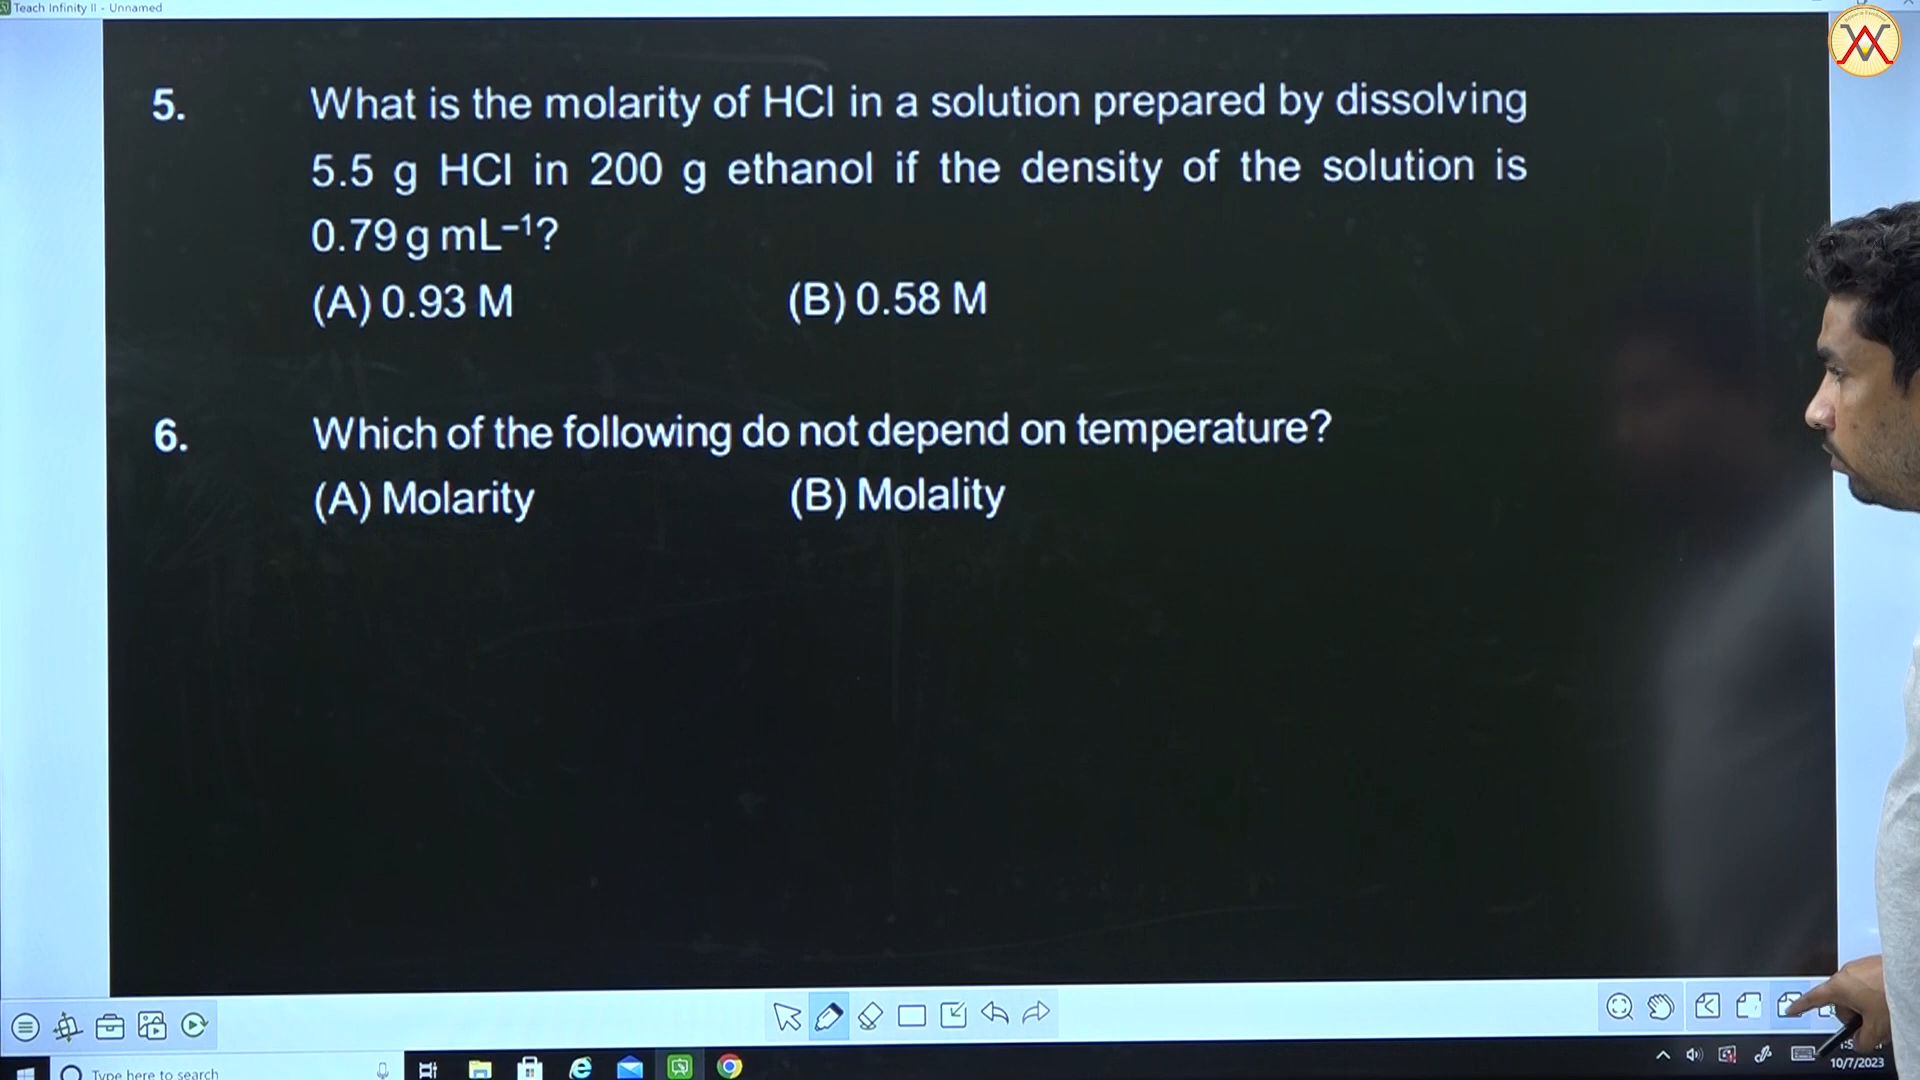 Teach Infinity II - Unnamed
5. What is the molarity of HCl in a solution prepared by dissolving
5.5 g HCl in 200 g ethanol if the density of the solution is
0.79 g mL⁻¹?
(A) 0.93 M (B) 0.58 M
6. Which of the following do not depend on temperature?
(A) Molarity (B) Molality
Type here to search
10/7/2023